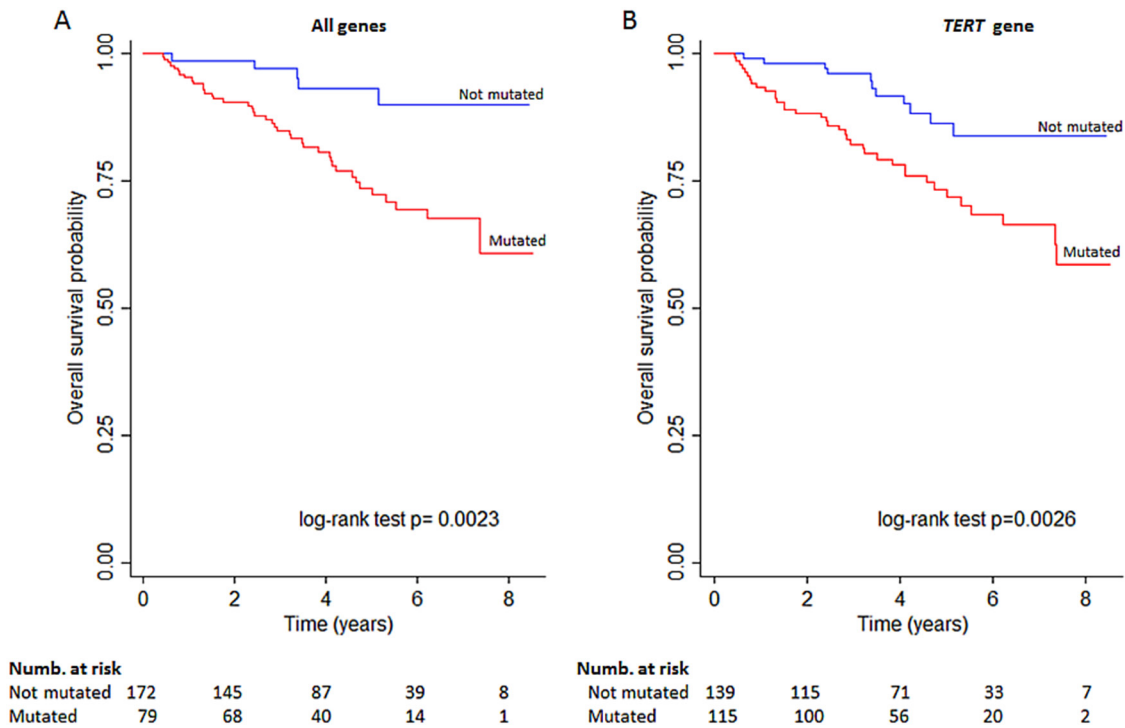 A
All genes
1.00
0.75
0.50
0.25
0.00
Overall survival probability
Not mutated
Mutated
log-rank test p= 0.0023
0 2 4 6 8
Time (years)
Numb. at risk
Not mutated 172 145 87 39 8
Mutated 79 68 40 14 1
B
TERT gene
1.00
0.75
0.50
0.25
0.00
Overall survival probability
Not mutated
Mutated
log-rank test p=0.0026
0 2 4 6 8
Time (years)
Numb. at risk
Not mutated 139 115 71 33 7
Mutated 115 100 56 20 2